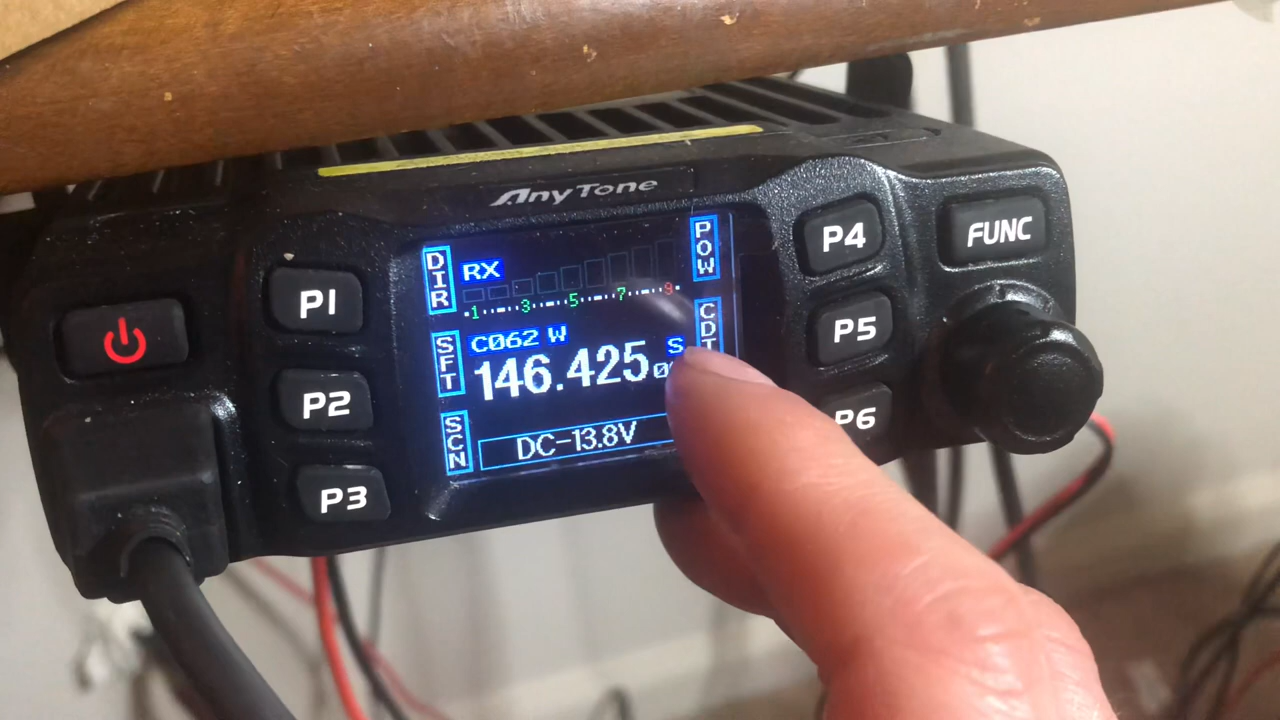 AnyTone
FUNC
P1
P2
P3
P4
P5
P6
DIR
SFT
SCN
RX
1 3 5 7 9
C062 W
S
146.425
DC-13.8V
POW